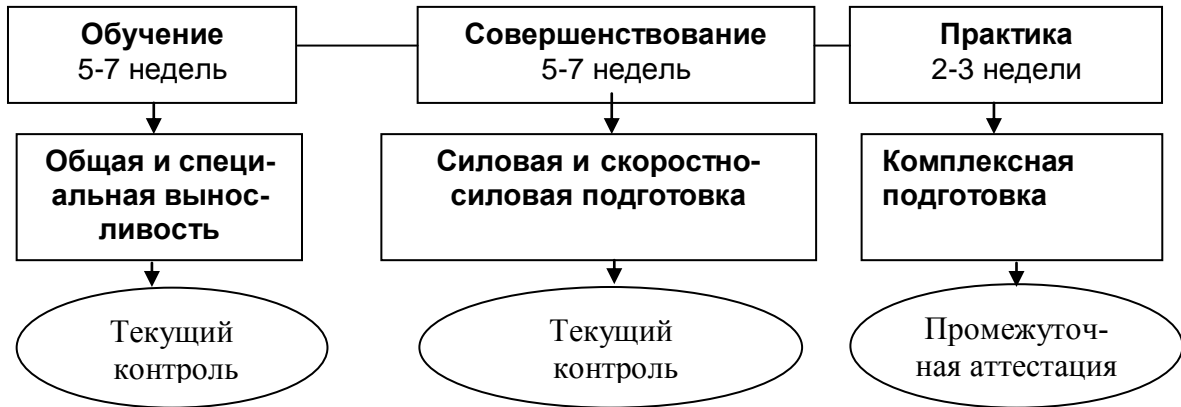 Обучение
5-7 недель
Совершенствование
5-7 недель
Практика
2-3 недели
Общая и специ-
альная вынос-
ливость
Силовая и скоростно-
силовая подготовка
Комплексная
подготовка
Текущий
контроль
Текущий
контроль
Промежуточ-
ная аттестация